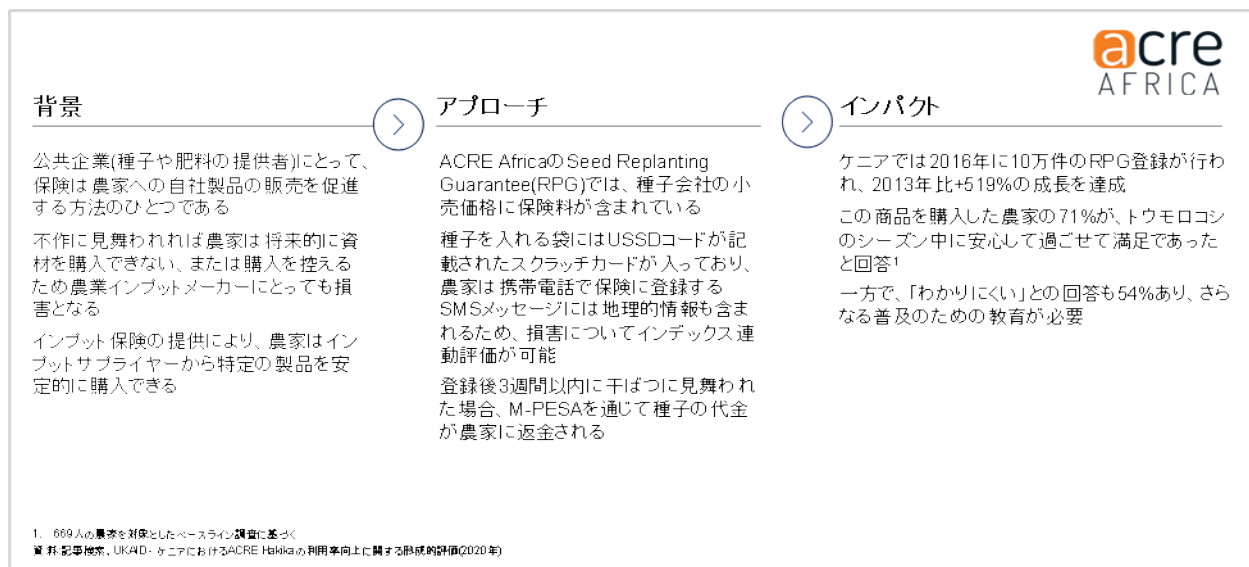 acre
AFRICA
背景
公共企業(種子や肥料の提供者)にとって、
保険は農家への自社製品の販売を促進
する方法のひとつである
不作に見舞われれば農家は将来的に資
材を購入できない、または購入を控える
ため農業インプットメーカーにとっても損
害となる
インプット保険の提供により、農家はイン
プットサプライヤーから特定の製品を安
定的に購入できる
アプローチ
ACRE AfricaのSeed Replanting
Guarantee(RPG)では、種子会社の小
売価格に保険料が含まれている
種子を入れる袋にはUSSDコードが記
載されたスクラッチカードが入っており、
農家は携帯電話で保険に登録する
SMSメッセージには地理的情報も含ま
れるため、損害についてインデックス連
動評価が可能
登録後3週間以内に干ばつに見舞われ
た場合、M-PESAを通じて種子の代金
が農家に返金される
インパクト
ケニアでは2016年に10万件のRPG登録が行わ
れ、2013年比+519%の成長を達成
この商品を購入した農家の71%が、トウモロコシ
のシーズン中に安心して過ごせて満足であった
と回答1
一方で、「わかりにくい」との回答も54%あり、さら
なる普及のための教育が必要
1. 669人の農家を対象としたベースライン調査に基づく
資料:記事検索、UKAID- ケニアにおけるACRE Hakikaの利用率向上に関する形成的評価(2020年)